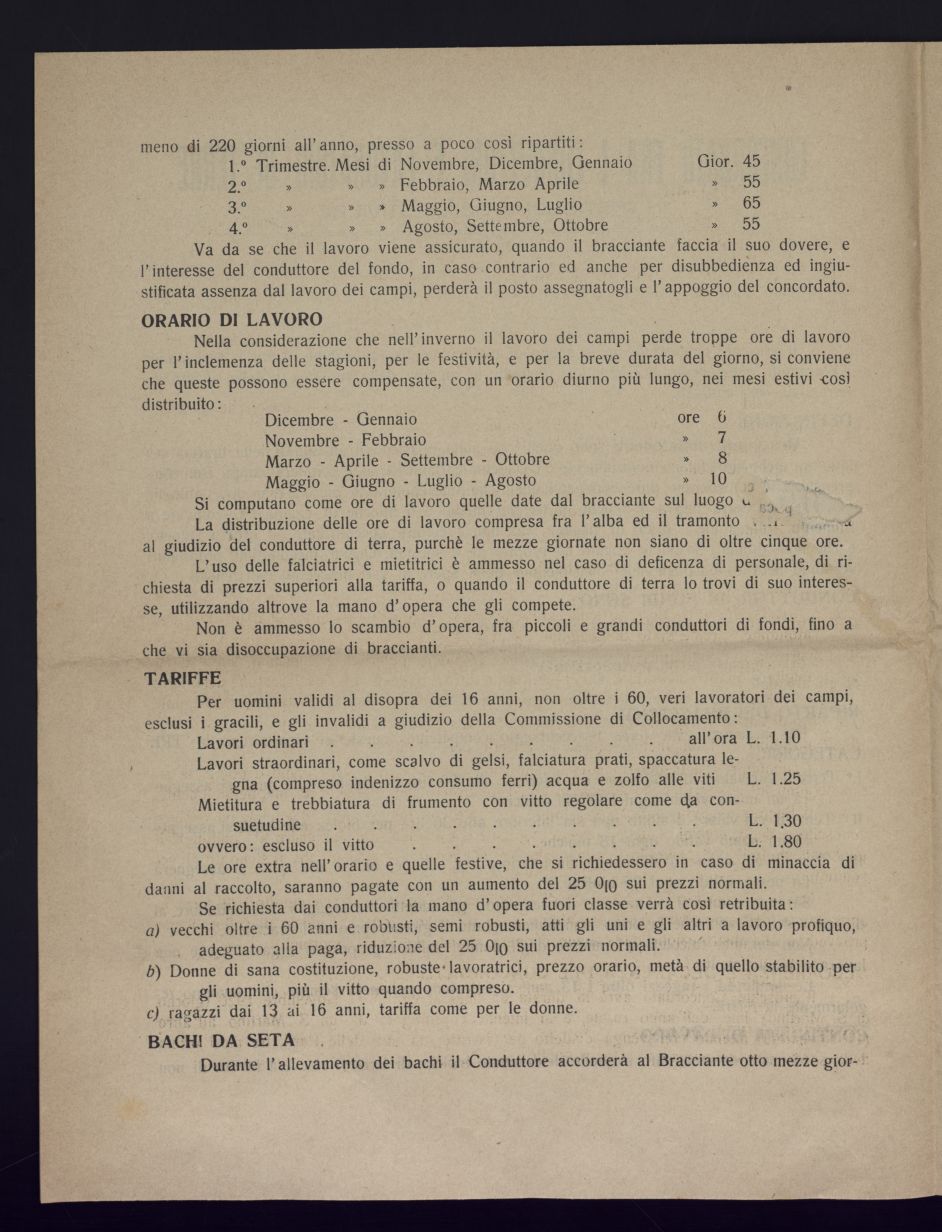 meno di 220 giorni all'anno, presso a poco così ripartiti:
1.º Trimestre. Mesi di Novembre, Dicembre, Gennaio Gior. 45
2.º » » » Febbraio, Marzo Aprile » 55
3.º » » » Maggio, Giugno, Luglio » 65
4.º » » » Agosto, Settembre, Ottobre » 55
Va da se che il lavoro viene assicurato, quando il bracciante faccia il suo dovere, e
l'interesse del conduttore del fondo, in caso contrario ed anche per disubbedienza ed ingiu-
stificata assenza dal lavoro dei campi, perderà il posto assegnatogli e l'appoggio del concordato.
ORARIO DI LAVORO
Nella considerazione che nell'inverno il lavoro dei campi perde troppe ore di lavoro
per l'inclemenza delle stagioni, per le festività, e per la breve durata del giorno, si conviene
che queste possono essere compensate, con un orario diurno più lungo, nei mesi estivi così
distribuito:
Dicembre - Gennaio ore 6
Novembre - Febbraio » 7
Marzo - Aprile - Settembre - Ottobre » 8
Maggio - Giugno - Luglio - Agosto » 10
Si computano come ore di lavoro quelle date dal bracciante sul luogo
La distribuzione delle ore di lavoro compresa fra l'alba ed il tramonto
al giudizio del conduttore di terra, purchè le mezze giornate non siano di oltre cinque ore.
L'uso delle falciatrici e mietitrici è ammesso nel caso di deficenza di personale, di ri-
chiesta di prezzi superiori alla tariffa, o quando il conduttore di terra lo trovi di suo interes-
se, utilizzando altrove la mano d'opera che gli compete.
Non è ammesso lo scambio d'opera, fra piccoli e grandi conduttori di fondi, fino a
che vi sia disoccupazione di braccianti.
TARIFFE
Per uomini validi al disopra dei 16 anni, non oltre i 60, veri lavoratori dei campi,
esclusi i gracili, e gli invalidi a giudizio della Commissione di Collocamento:
Lavori ordinari . . . . . . . . . all'ora L. 1.10
Lavori straordinari, come scalvo di gelsi, falciatura prati, spaccatura le-
gna (compreso indenizzo consumo ferri) acqua e zolfo alle viti L. 1.25
Mietitura e trebbiatura di frumento con vitto regolare come da con-
suetudine . . . . . . . . . . L. 1.30
ovvero: escluso il vitto . . . . . . . . L. 1.80
Le ore extra nell'orario e quelle festive, che si richiedessero in caso di minaccia di
danni al raccolto, saranno pagate con un aumento del 25 0|0 sui prezzi normali.
Se richiesta dai conduttori la mano d'opera fuori classe verrà così retribuita:
a) vecchi oltre i 60 anni e robusti, semi robusti, atti gli uni e gli altri a lavoro profiquo,
adeguato alla paga, riduzione del 25 0|0 sui prezzi normali.
b) Donne di sana costituzione, robuste lavoratrici, prezzo orario, metà di quello stabilito per
gli uomini, più il vitto quando compreso.
c) ragazzi dai 13 ai 16 anni, tariffa come per le donne.
BACHI DA SETA
Durante l'allevamento dei bachi il Conduttore accorderà al Bracciante otto mezze gior-